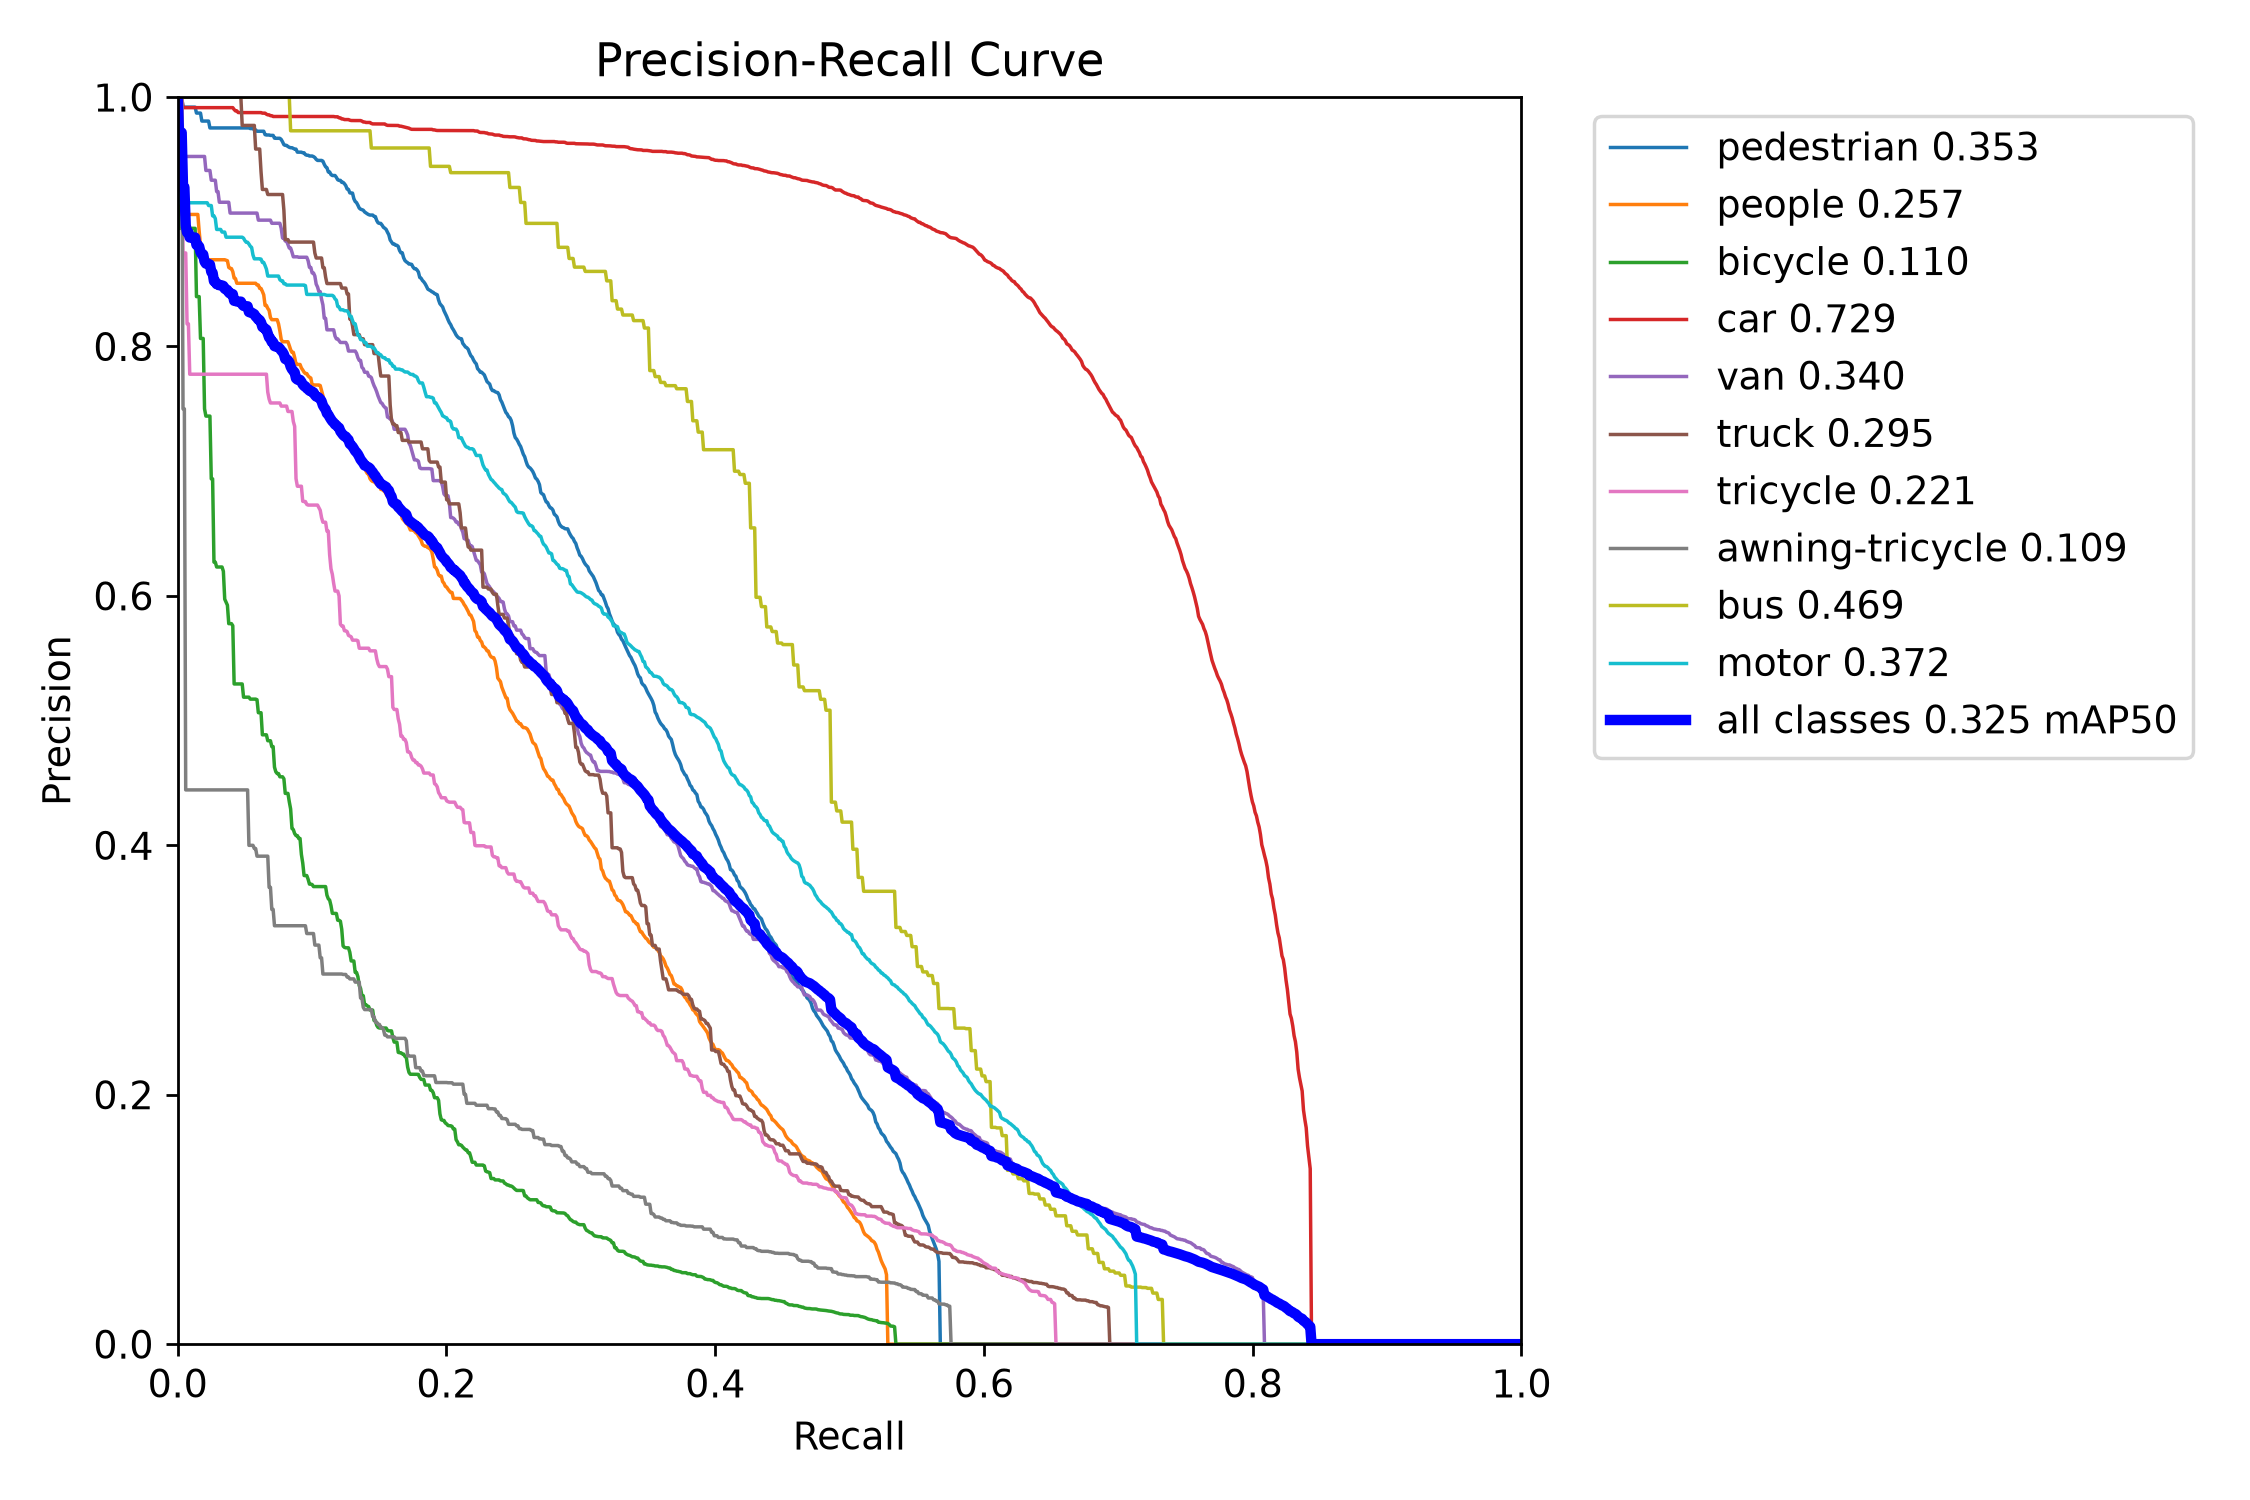 Precision-Recall Curve
1.0
0.8
0.6
0.4
0.2
0.0
Precision
0.0 0.2 0.4 0.6 0.8 1.0
Recall
pedestrian 0.353
people 0.257
bicycle 0.110
car 0.729
van 0.340
truck 0.295
tricycle 0.221
awning-tricycle 0.109
bus 0.469
motor 0.372
all classes 0.325 mAP50